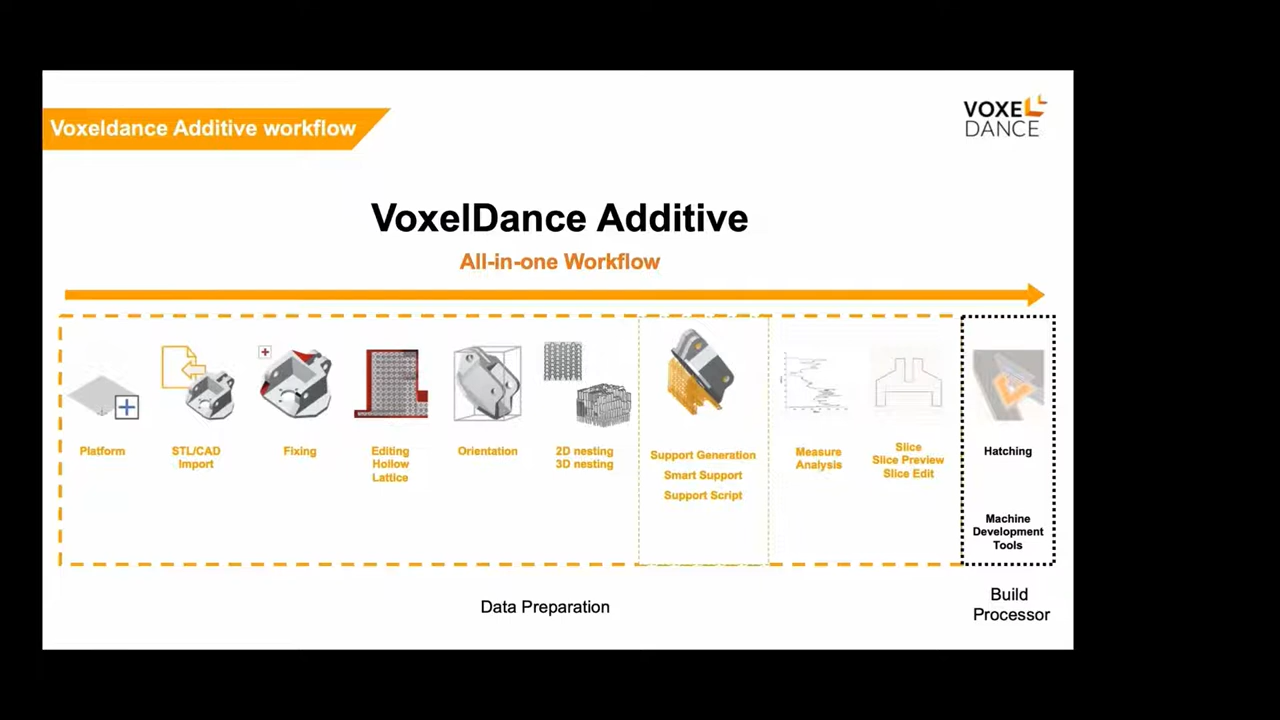 Voxeldance Additive workflow
VOXE
DANCE
VoxelDance Additive
All-in-one Workflow
Platform
STL/CAD
Import
Fixing
Editing
Hollow
Lattice
Orientation
2D nesting
3D nesting
Support Generation
Smart Support
Support Script
Measure
Analysis
Slice
Slice Preview
Slice Edit
Hatching
Machine
Development
Tools
Data Preparation
Build
Processor